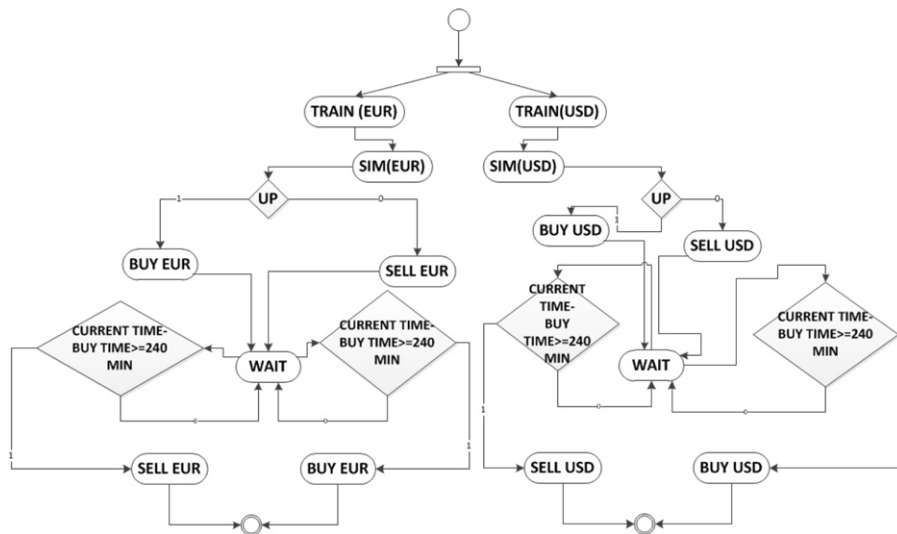 TRAIN (EUR)
TRAIN(USD)
SIM(EUR)
SIM(USD)
UP
UP
1
0
1
0
BUY EUR
SELL EUR
BUY USD
SELL USD
CURRENT TIME-
BUY TIME>=240
MIN
CURRENT TIME-
BUY TIME>=240
MIN
CURRENT
TIME-
BUY
TIME>=240
MIN
CURRENT TIME-
BUY TIME>=240
MIN
WAIT
WAIT
0
0
0
0
1
1
1
1
SELL EUR
BUY EUR
SELL USD
BUY USD